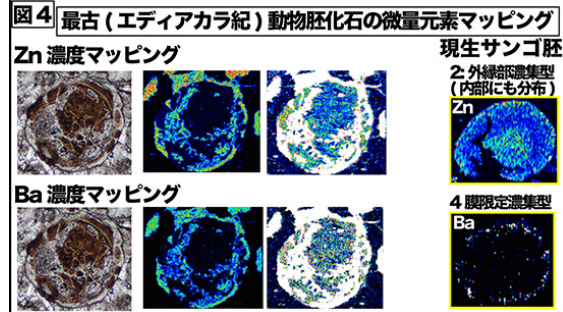 図4 最古(エディアカラ紀)動物胚化石の微量元素マッピング
Zn 濃度マッピング
現生サンゴ胚
2: 外縁部濃集型
(内部にも分布)
Zn
Ba 濃度マッピング
4 膜限定濃集型
Ba